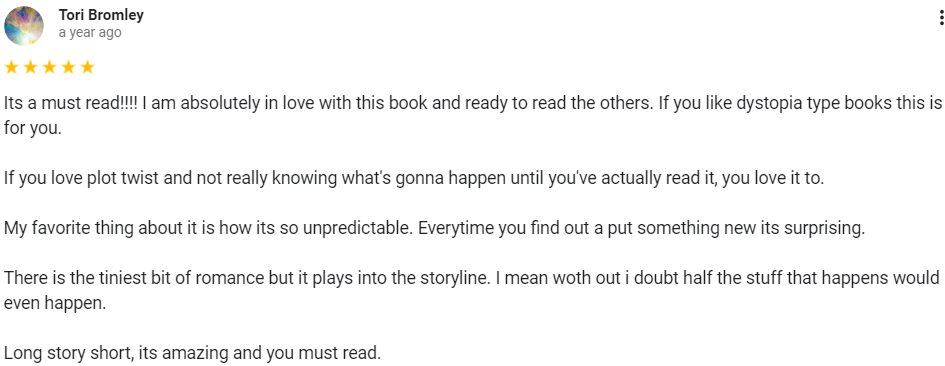 Tori Bromley
a year ago
Its a must read!!!! I am absolutely in love with this book and ready to read the others. If you like dystopia type books this is
for you.
If you love plot twist and not really knowing what's gonna happen until you've actually read it, you love it to.
My favorite thing about it is how its so unpredictable. Everytime you find out a put something new its surprising.
There is the tiniest bit of romance but it plays into the storyline. I mean woth out i doubt half the stuff that happens would
even happen.
Long story short, its amazing and you must read.